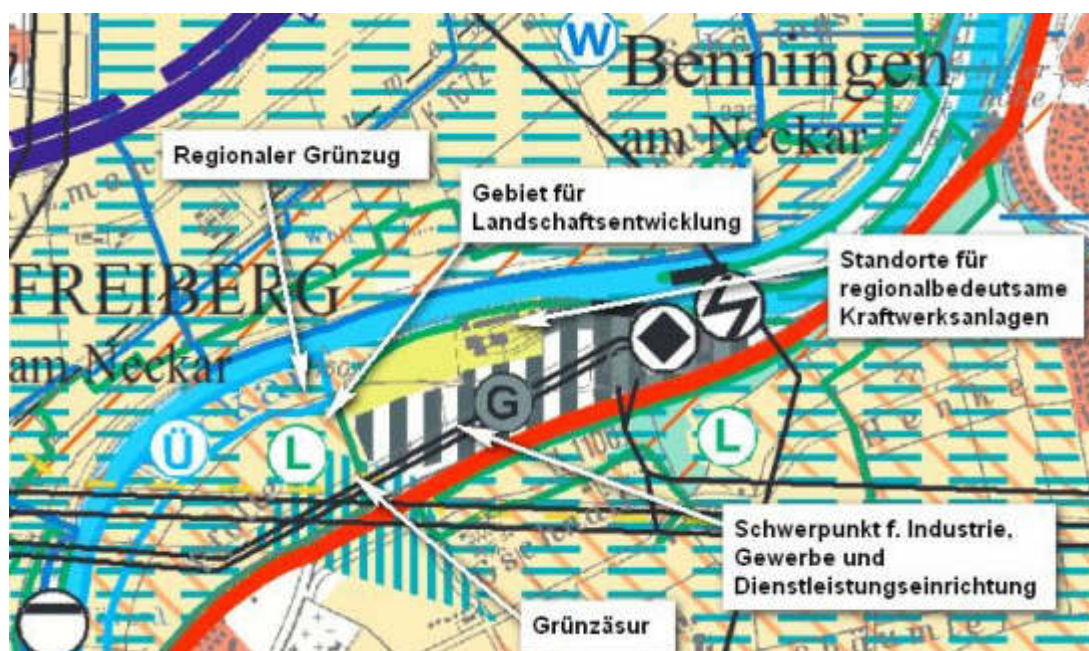 W
Benningen
am Neckar
K 1672
Regionaler Grünzug
Gebiet für
Landschaftsentwicklung
FREIBERG
am Neckar
Standorte für
regionalbedeutsame
Kraftwerksanlagen
G
Ü
L
L
Schwerpunkt f. Industrie,
Gewerbe und
Dienstleistungseinrichtung
Grünzäsur